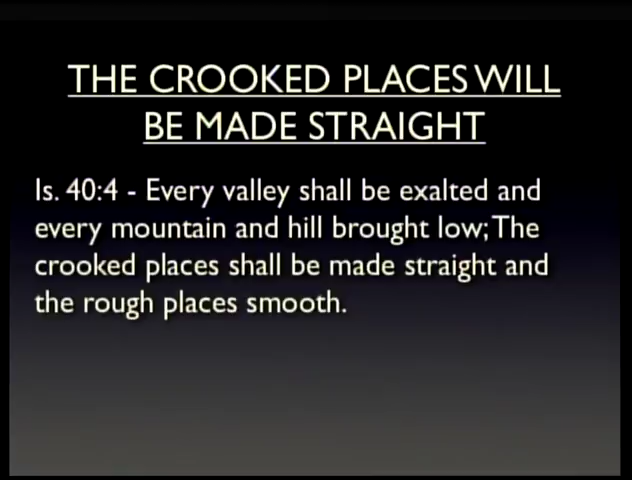 THE CROOKED PLACES WILL
BE MADE STRAIGHT
Is. 40:4 - Every valley shall be exalted and
every mountain and hill brought low; The
crooked places shall be made straight and
the rough places smooth.